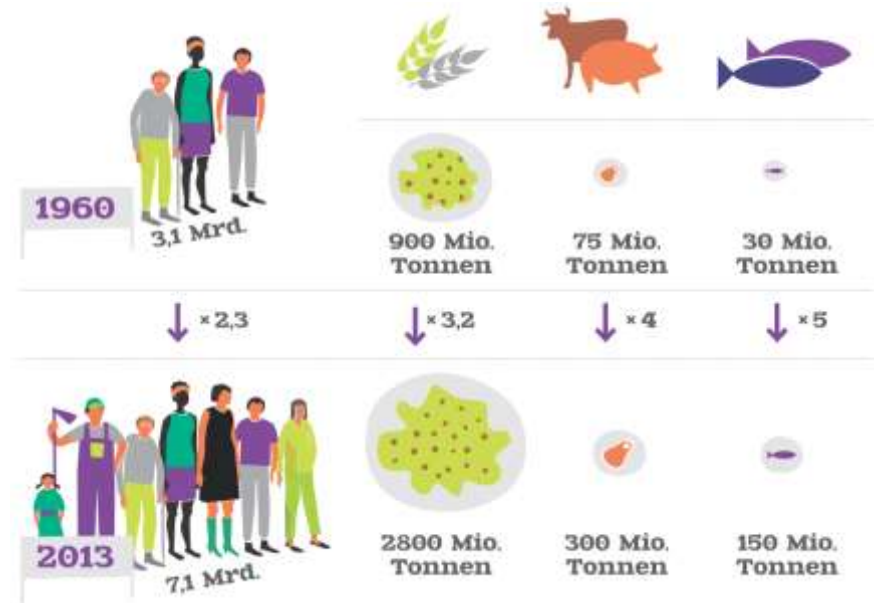 1960
3,1 Mrd.
900 Mio.
Tonnen
75 Mio.
Tonnen
30 Mio.
Tonnen
× 2,3
× 3,2
× 4
× 5
2013
7,1 Mrd.
2800 Mio.
Tonnen
300 Mio.
Tonnen
150 Mio.
Tonnen